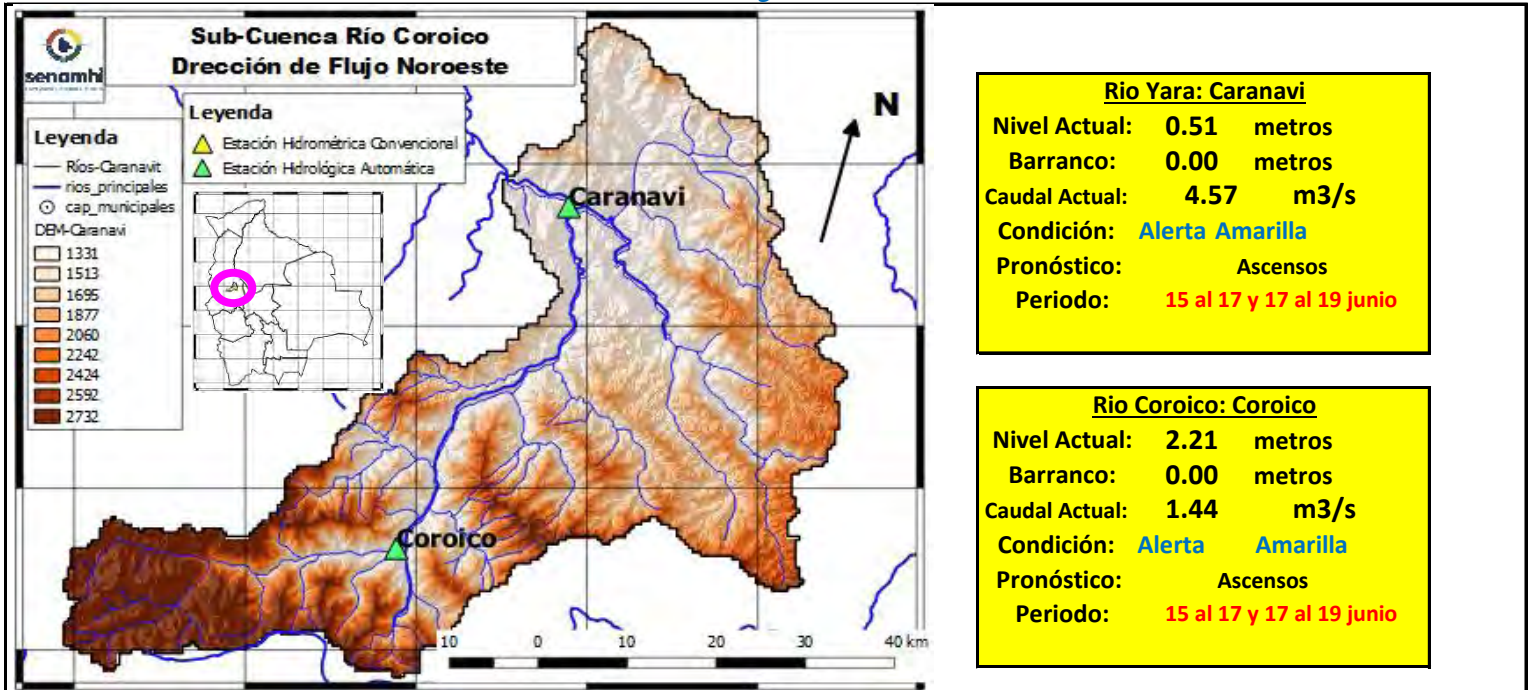 senamhi
Sub-Cuenca Río Coroico
Drección de Flujo Noroeste
Leyenda
Estación Hidrométrica Convencional
Estación Hidrológica Automática
Leyenda
Ríos-Caranavit
rios_principales
cap_municipales
DEM-Caranavi
1331
1513
1695
1877
2060
2242
2424
2592
2732
N
Caranavi
Coroico
10 0 10 20 30 40 km
Rio Yara: Caranavi
Nivel Actual: 0.51 metros
Barranco: 0.00 metros
Caudal Actual: 4.57 m3/s
Condición: Alerta Amarilla
Pronóstico: Ascensos
Periodo: 15 al 17 y 17 al 19 junio
Rio Coroico: Coroico
Nivel Actual: 2.21 metros
Barranco: 0.00 metros
Caudal Actual: 1.44 m3/s
Condición: Alerta Amarilla
Pronóstico: Ascensos
Periodo: 15 al 17 y 17 al 19 junio